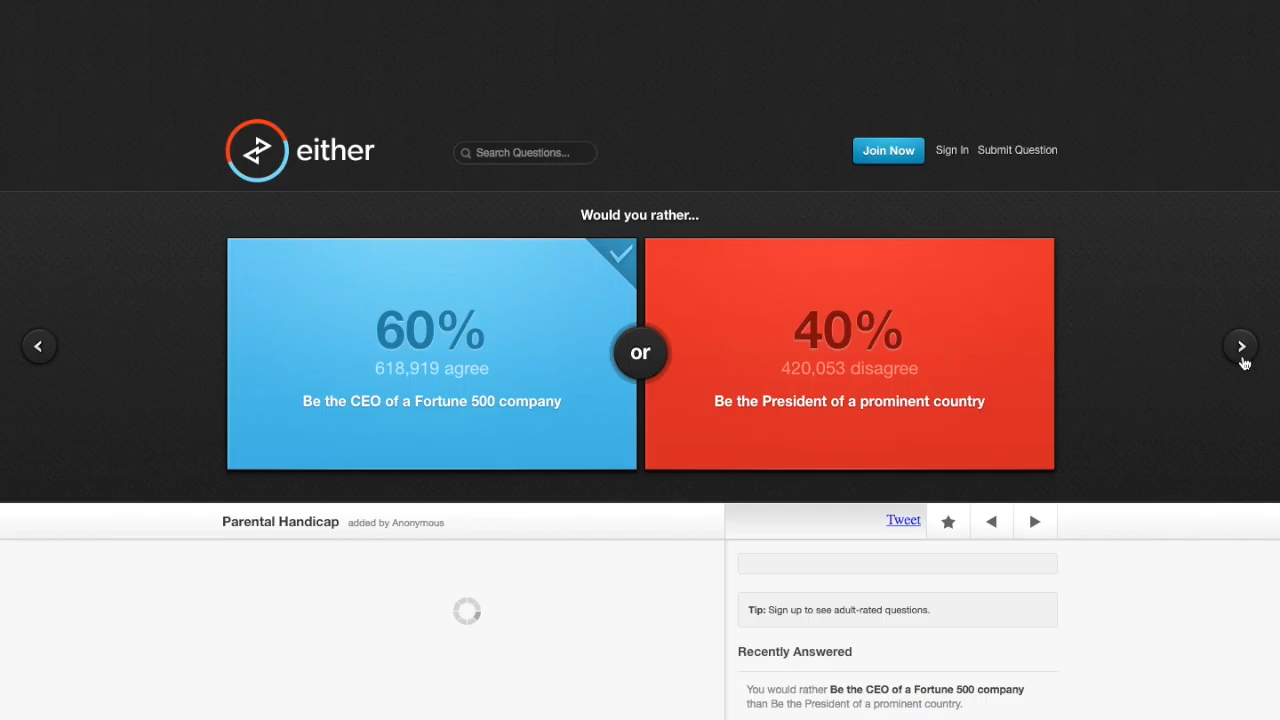 either
Search Questions...
Join Now
Sign In
Submit Question
Would you rather...
60%
618,919 agree
Be the CEO of a Fortune 500 company
or
40%
420,053 disagree
Be the President of a prominent country
Parental Handicap added by Anonymous
Tweet
Tip: Sign up to see adult-rated questions.
Recently Answered
You would rather Be the CEO of a Fortune 500 company
than Be the President of a prominent country.